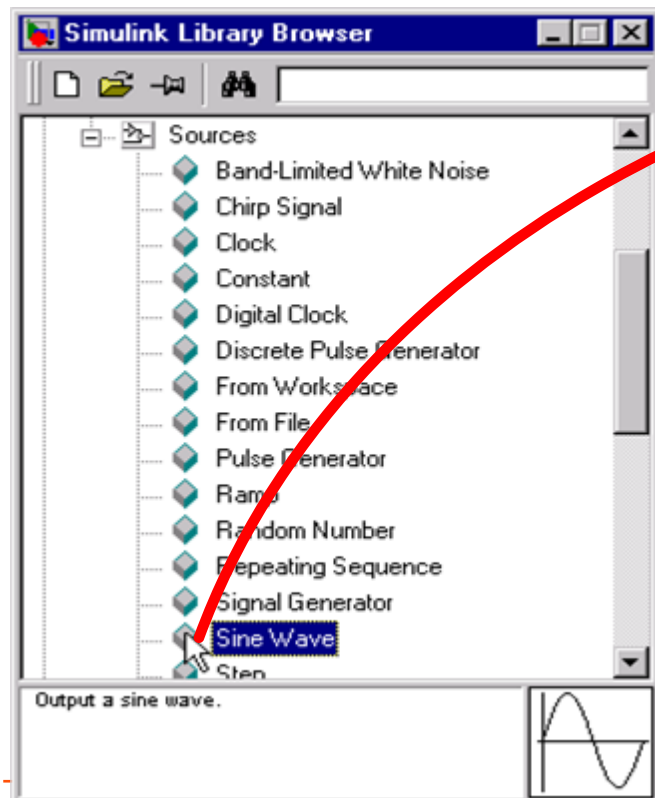 Simulink Library Browser
Sources
Band-Limited White Noise
Chirp Signal
Clock
Constant
Digital Clock
Discrete Pulse Generator
From Workspace
From File
Pulse Generator
Ramp
Random Number
Repeating Sequence
Signal Generator
Sine Wave
Step
Output a sine wave.